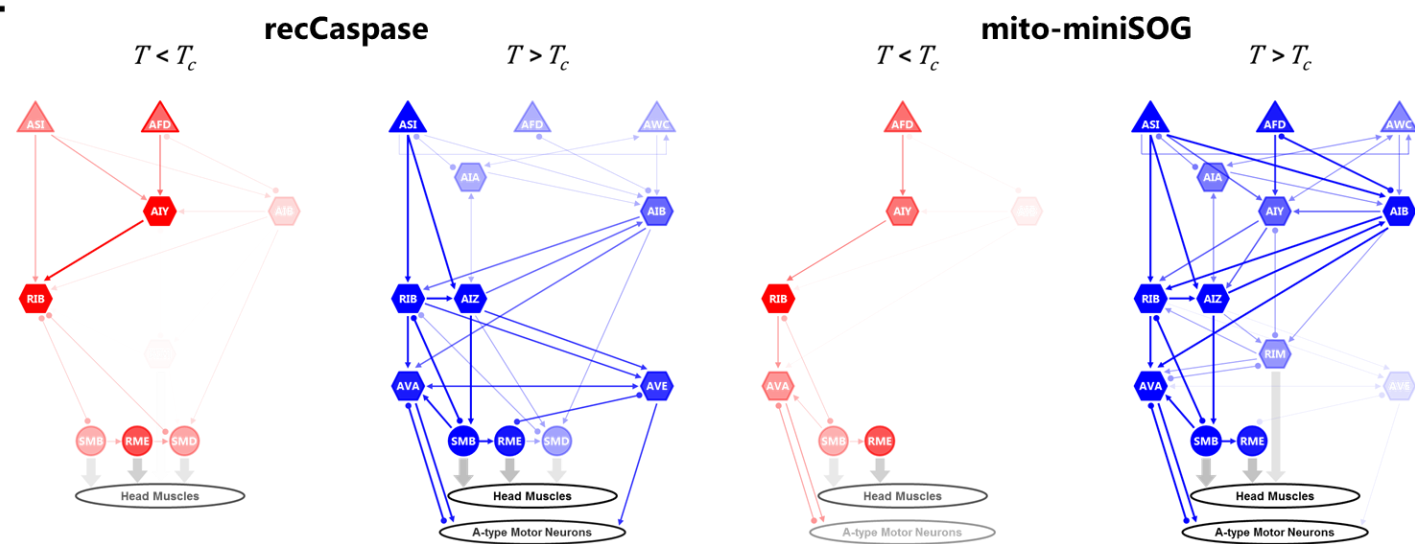 recCaspase mito-miniSOG
T < Tc T > Tc T < Tc T > Tc
ASI AFD ASI AFD AWC AFD ASI AFD AWC
AIA AIA
AIY AIB AIB AIY AIB AIY AIB
RIB RIB AIZ RIB RIB AIZ
RIM
AVA AVE AVA AVA AVE
SMB RME SMD SMB RME SMD SMB RME SMB RME
Head Muscles Head Muscles Head Muscles Head Muscles
A-type Motor Neurons A-type Motor Neurons A-type Motor Neurons